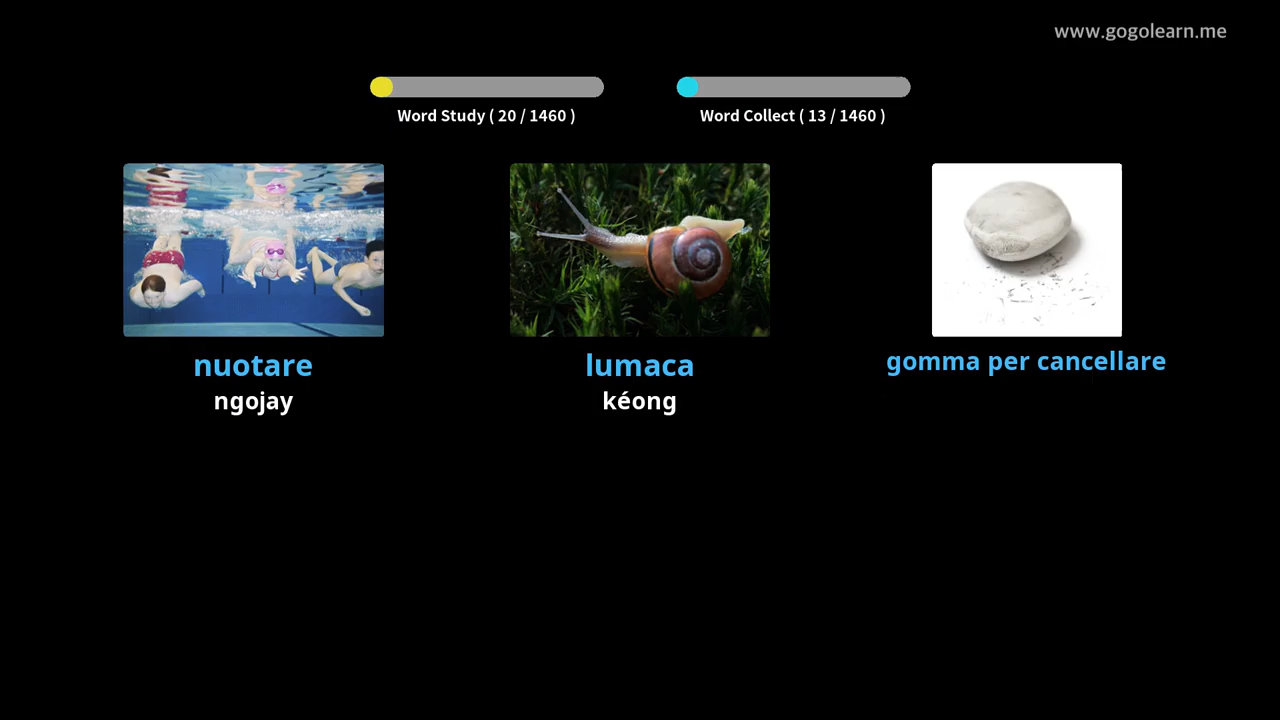 www.gogolearn.me
Word Study ( 20 / 1460 )
Word Collect ( 13 / 1460 )
nuotare
ngojay
lumaca
kéong
gomma per cancellare